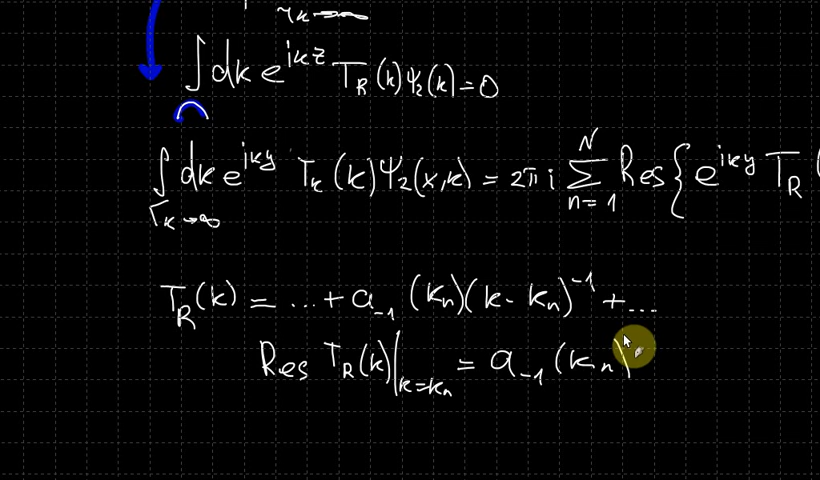 ∫dk e^{ikz} T_R(k)ψ_2(k)=0
∫_{Γ_{k→∞}} dk e^{iky} T_R(k)Ψ_2(x,k) = 2πi ∑_{n=1}^{N} Res{e^{iky} T_R(
T_R(k) = ...+ a_{-1}(k_n)(k-k_n)^{-1}+...
Res T_R(k)|_{k=k_n} = a_{-1}(k_n)